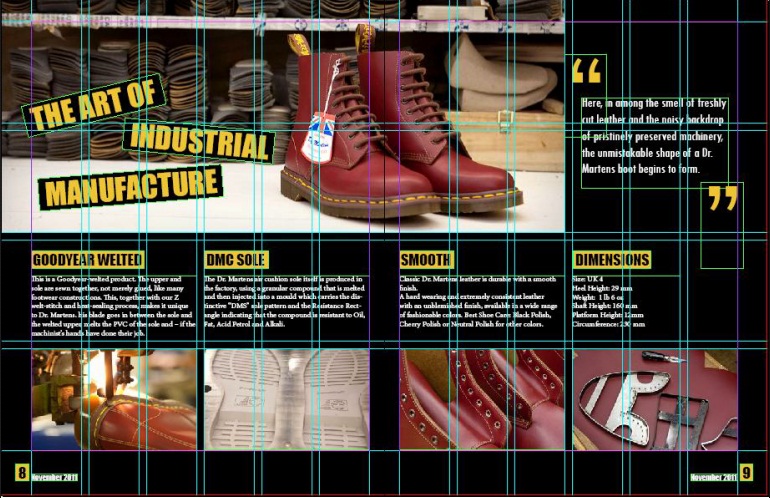 THE ART OF
INDUSTRIAL
MANUFACTURE
“
Here, in among the smell of freshly
cut leather and the noisy backdrop
of pristinely preserved machinery,
the unmistakable shape of a Dr.
Martens boot begins to form.
”
GOODYEAR WELTED
This is a Goodyear-welted product. The upper and
sole are sewn together, not merely glued, like many
footwear constructions. This, together with our Z
welt-stitch and heat-sealing process, makes it unique
to Dr. Martens. His blade goes in between the sole and
the welted upper melts the PVC of the sole and – if the
machinist's hands have done their job.
DMC SOLE
The Dr. Martens air cushion sole itself is produced in
the factory, using a granular compound that is melted
and then injected into a mould which carries the dis-
tinctive "DMS" sole pattern and the Resistance Rect-
angle indicating that the compound is resistant to Oil,
Fat, Acid Petrol and Alkali.
SMOOTH
Classic Dr. Martens leather is durable with a smooth
finish.
A hard wearing and extremely consistent leather
with an unblemished finish, available in a wide range
of fashionable colors. Best Shoe Care: Black Polish,
Cherry Polish or Neutral Polish for other colors.
DIMENSIONS
Size: UK 4
Heel Height: 29 mm
Weight: 1 lb 6 oz
Shaft Height: 160 mm
Platform Height: 12mm
Circumference: 230 mm
8 November 2011
November 2011 9